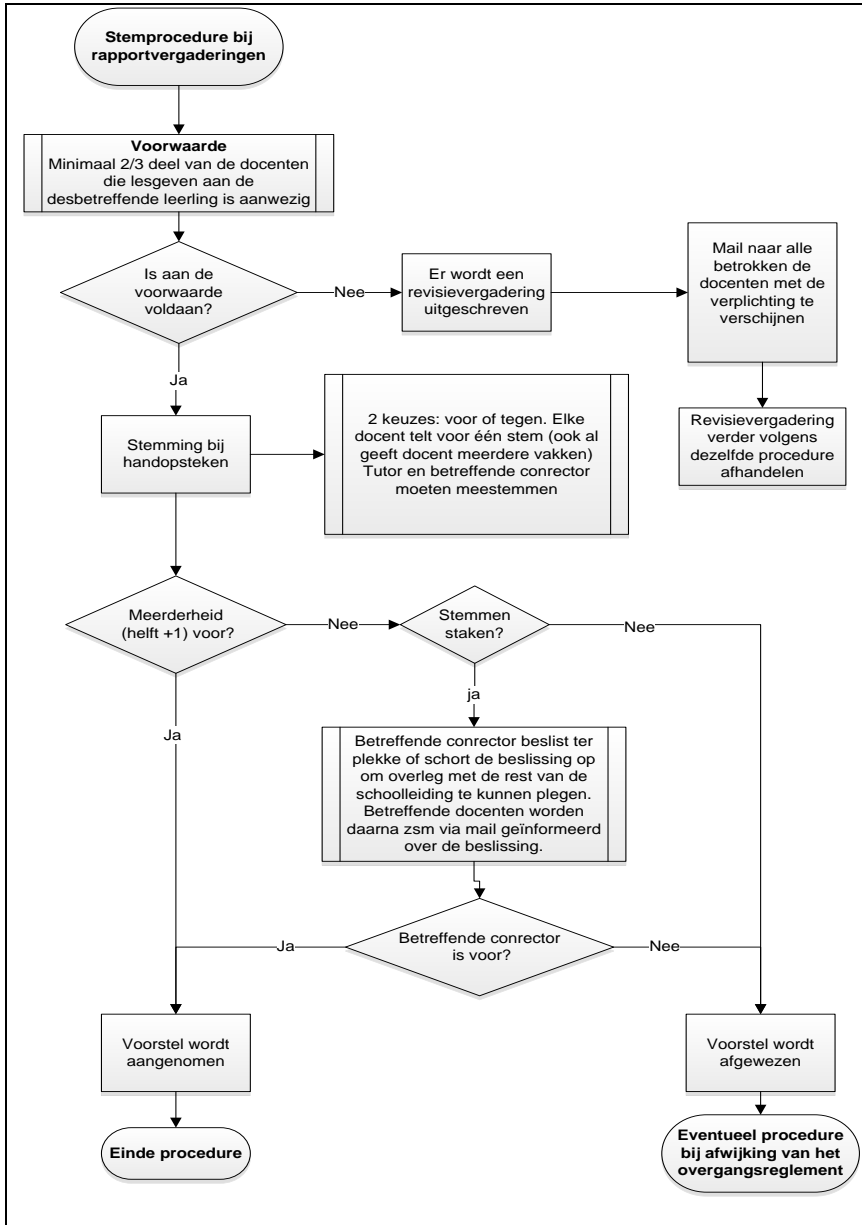 Stemprocedure bij
rapportvergaderingen
Voorwaarde
Minimaal 2/3 deel van de docenten
die lesgeven aan de
desbetreffende leerling is aanwezig
Is aan de
voorwaarde
voldaan?
Nee
Er wordt een
revisievergadering
uitgeschreven
Mail naar alle
betrokken de
docenten met de
verplichting te
verschijnen
Ja
Stemming bij
handopsteken
2 keuzes: voor of tegen. Elke
docent telt voor één stem (ook al
geeft docent meerdere vakken)
Tutor en betreffende conrector
moeten meestemmen
Revisievergadering
verder volgens
dezelfde procedure
afhandelen
Meerderheid
(helft +1) voor?
Nee
Stemmen
staken?
Nee
Ja
ja
Betreffende conrector beslist ter
plekke of schort de beslissing op
om overleg met de rest van de
schoolleiding te kunnen plegen.
Betreffende docenten worden
daarna zsm via mail geïnformeerd
over de beslissing.
Ja
Betreffende conrector
is voor?
Nee
Voorstel wordt
aangenomen
Voorstel wordt
afgewezen
Einde procedure
Eventueel procedure
bij afwijking van het
overgangsreglement